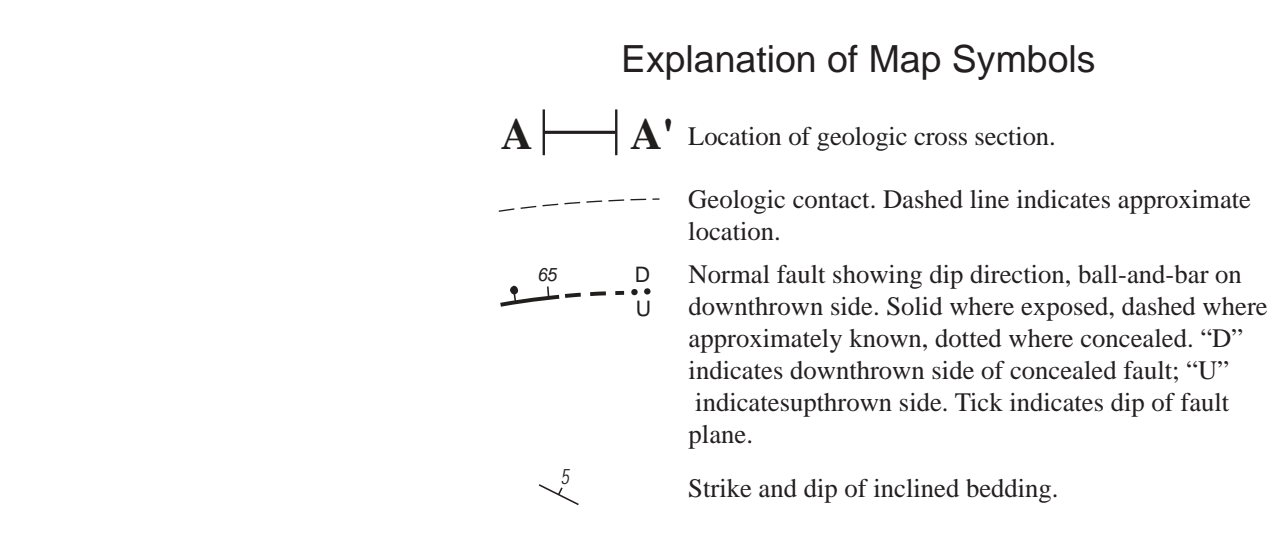 Explanation of Map Symbols
A A' Location of geologic cross section.
Geologic contact. Dashed line indicates approximate
location.
65 D U Normal fault showing dip direction, ball-and-bar on
downthrown side. Solid where exposed, dashed where
approximately known, dotted where concealed. “D”
indicates downthrown side of concealed fault; “U”
indicatesupthrown side. Tick indicates dip of fault
plane.
5 Strike and dip of inclined bedding.